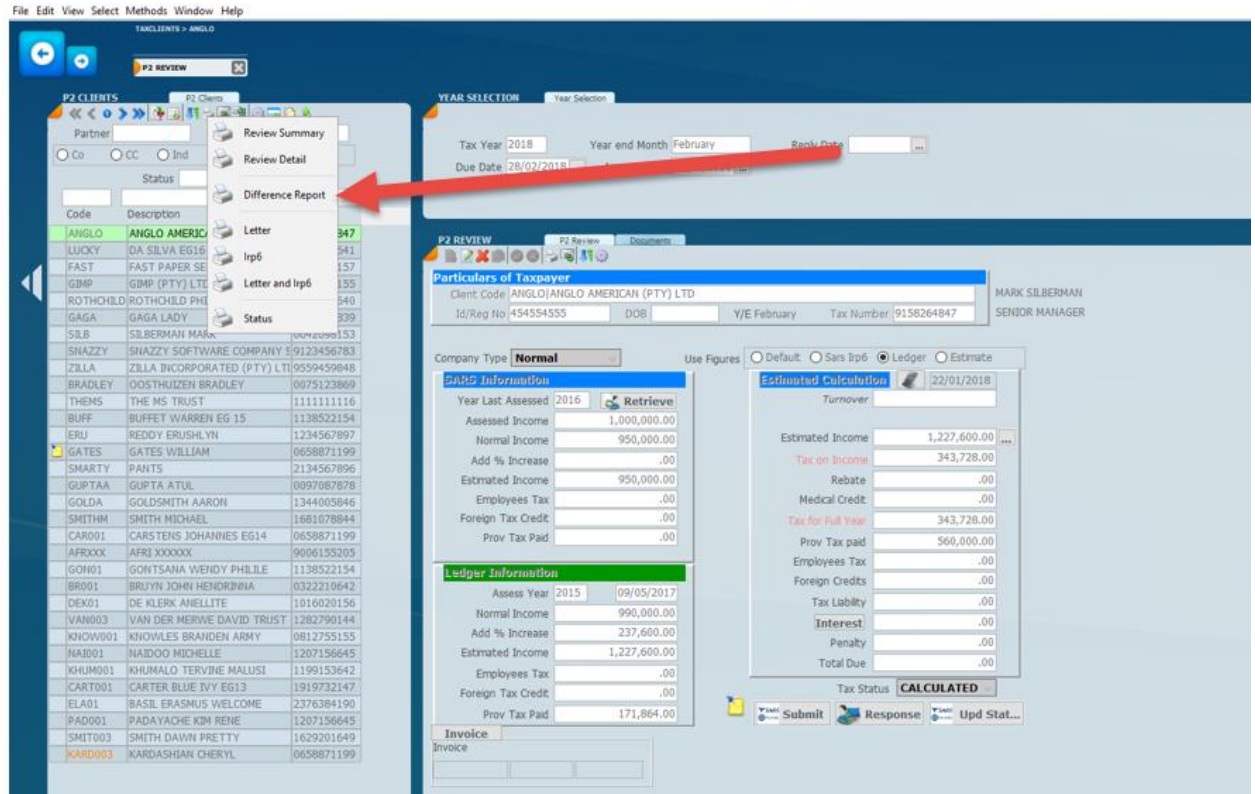 File Edit View Select Methods Window Help
TAXCLIENTS > ANGLO
P2 REVIEW
P2 CLIENTS P2 Clients
Partner
Co CC Ind
Status
Code Description
ANGLO ANGLO AMERIC 847
LUCKY DA SILVA EG16 541
FAST FAST PAPER SE 157
GIMP GIMP (PTY) LTD 155
ROTHCHILD ROTHCHILD PHI 540
GAGA GAGA LADY 839
SILB SILBERMAN MARK 0042098153
SNAZZY SNAZZY SOFTWARE COMPANY 9123456783
ZILLA ZILLA INCORPORATED (PTY) LTI 9559459848
BRADLEY OOSTHUIZEN BRADLEY 0075123869
THEMS THE MS TRUST 1111111116
BUFF BUFFET WARREN EG 15 1138522154
ERU REDDY ERUSHLYN 1234567897
GATES GATES WILLIAM 0658871199
SMARTY PANTS 2134567896
GUPTAA GUPTA ATUL 0097087878
GOLDA GOLDSMITH AARON 1344005846
SMITHM SMITH MICHAEL 1681078844
CAR001 CARSTENS JOHANNES EG14 0658871199
AFRXXX AFRI XXXXXX 9006155205
GON01 GONTSANA WENDY PHILILE 1138522154
BR001 BRUYN JOHN HENDRINNA 0322210642
DEK01 DE KLERK ANELLITE 1016020156
VAN003 VAN DER MERWE DAVID TRUST 1282790144
KNOW001 KNOWLES BRANDEN ARMY 0812755155
NAI001 NAIDOO MICHELLE 1207156645
KHUM001 KHUMALO TERVINE MALUSI 1199153642
CART001 CARTER BLUE IVY EG13 1919732147
ELA01 BASIL ERASMUS WELCOME 2376384190
PAD001 PADAYACHE KIM RENE 1207156645
SMIT003 SMITH DAWN PRETTY 1629201649
KARD003 KARDASHIAN CHERYL 0658871199
Review Summary
Review Detail
Difference Report
Letter
Irp6
Letter and Irp6
Status
YEAR SELECTION Year Selection
Tax Year 2018 Year end Month February Reply Date ...
Due Date 28/02/2018
P2 REVIEW P2 Review Documents
Particulars of Taxpayer
Client Code ANGLO|ANGLO AMERICAN (PTY) LTD MARK SILBERMAN
Id/Reg No 454554555 DOB Y/E February Tax Number 9158264847 SENIOR MANAGER
Company Type Normal Use Figures Default Sars Irp6 Ledger Estimate
SARS Information
Year Last Assessed 2016 Retrieve
Assessed Income 1,000,000.00
Normal Income 950,000.00
Add % Increase .00
Estimated Income 950,000.00
Employees Tax .00
Foreign Tax Credit .00
Prov Tax Paid .00
Ledger Information
Assess Year 2015 09/05/2017
Normal Income 990,000.00
Add % Increase 237,600.00
Estimated Income 1,227,600.00
Employees Tax .00
Foreign Tax Credit .00
Prov Tax Paid 171,864.00
Invoice
Invoice
Estimated Calculation 22/01/2018
Turnover
Estimated Income 1,227,600.00 ...
Tax on Income 343,728.00
Rebate .00
Medical Credit .00
Tax for Full Year 343,728.00
Prov Tax paid 560,000.00
Employees Tax .00
Foreign Credits .00
Tax Liability .00
Interest .00
Penalty .00
Total Due .00
Tax Status CALCULATED
Submit Response Upd Stat...